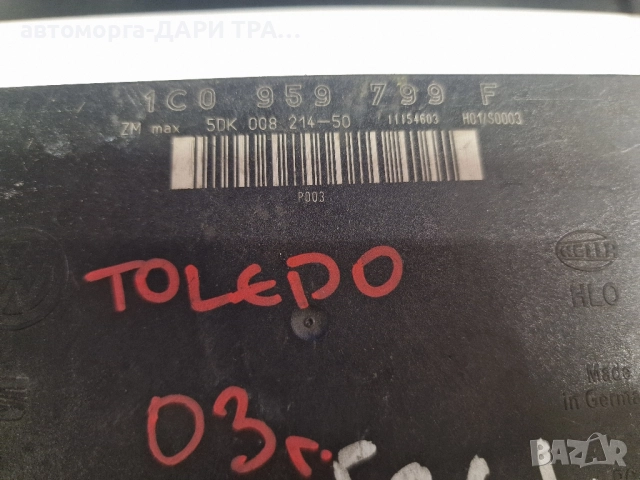 автоморга-ДАРИ ТРА...
1C0 959 799 F
ZM max 5DK 008 214-50 11154603 H01/S0003
P003
HELLA
TOLEDO
HLO
Made
in Germa
03г.
BAZAR
bg